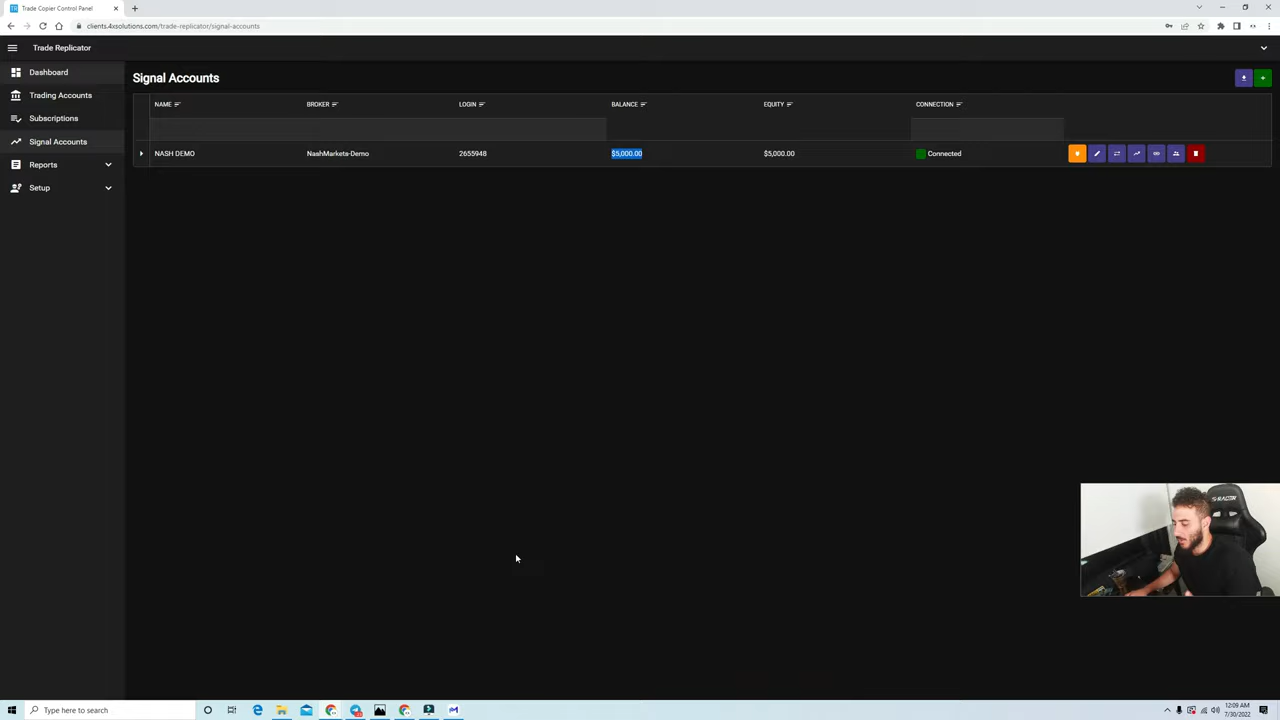 Trade Copier Control Panel
clients.4xsolutions.com/trade-replicator/signal-accounts
Trade Replicator
Dashboard
Trading Accounts
Subscriptions
Signal Accounts
Reports
Setup
Signal Accounts
NAME BROKER LOGIN BALANCE EQUITY CONNECTION
NASH DEMO NashMarkets-Demo 2655948 $5,000.00 $5,000.00 Connected
Type here to search
12:09 AM
7/30/2022